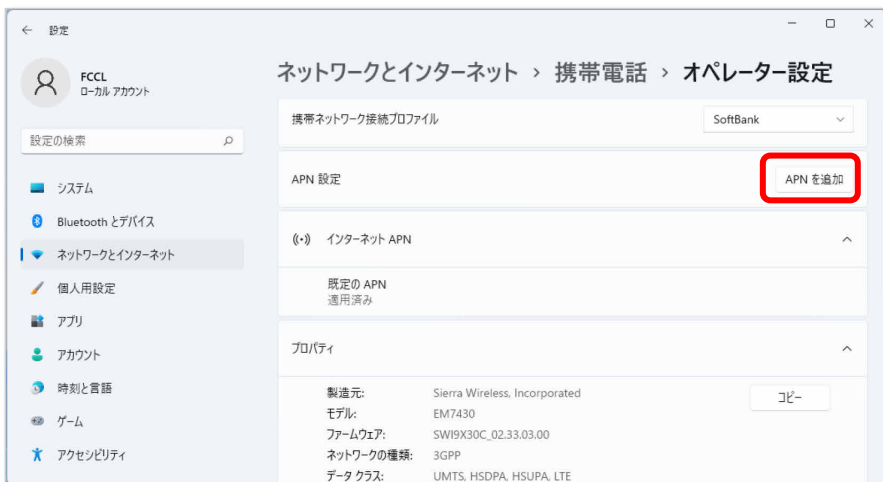 ← 設定
FCCL
ローカル アカウント
設定の検索
システム
Bluetooth とデバイス
ネットワークとインターネット
個人用設定
アプリ
アカウント
時刻と言語
ゲーム
アクセシビリティ
ネットワークとインターネット › 携帯電話 › オペレーター設定
携帯ネットワーク接続プロファイル SoftBank
APN 設定 APN を追加
インターネット APN
既定の APN
適用済み
プロパティ
製造元: Sierra Wireless, Incorporated コピー
モデル: EM7430
ファームウェア: SWI9X30C_02.33.03.00
ネットワークの種類: 3GPP
データ クラス: UMTS, HSDPA, HSUPA, LTE